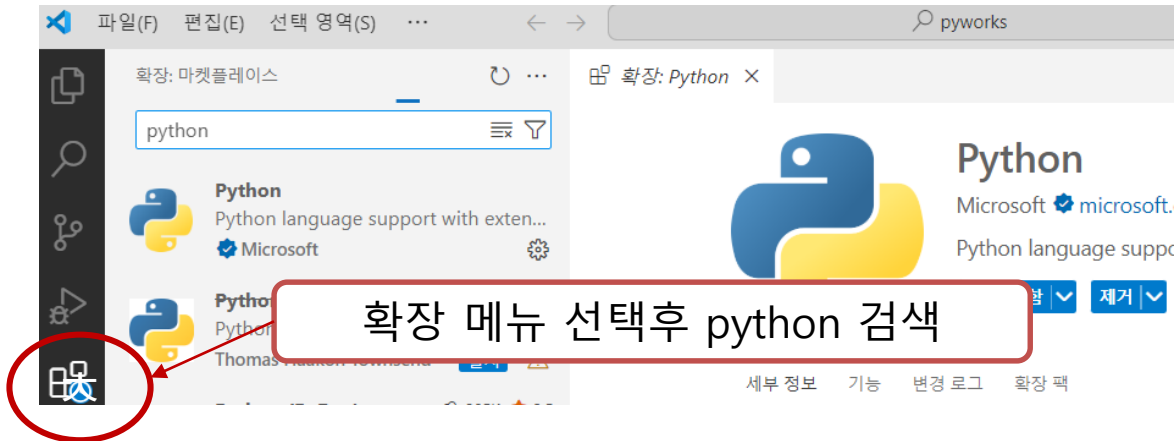 파일(F) 편집(E) 선택 영역(S) ··· pyworks
확장: 마켓플레이스
확장: Python
python
Python
Python language support with exten...
Microsoft
Thomas
확장 메뉴 선택후 python 검색
Python
Microsoft microsoft.
Python language suppo
제거
세부 정보 기능 변경 로그 확장 팩